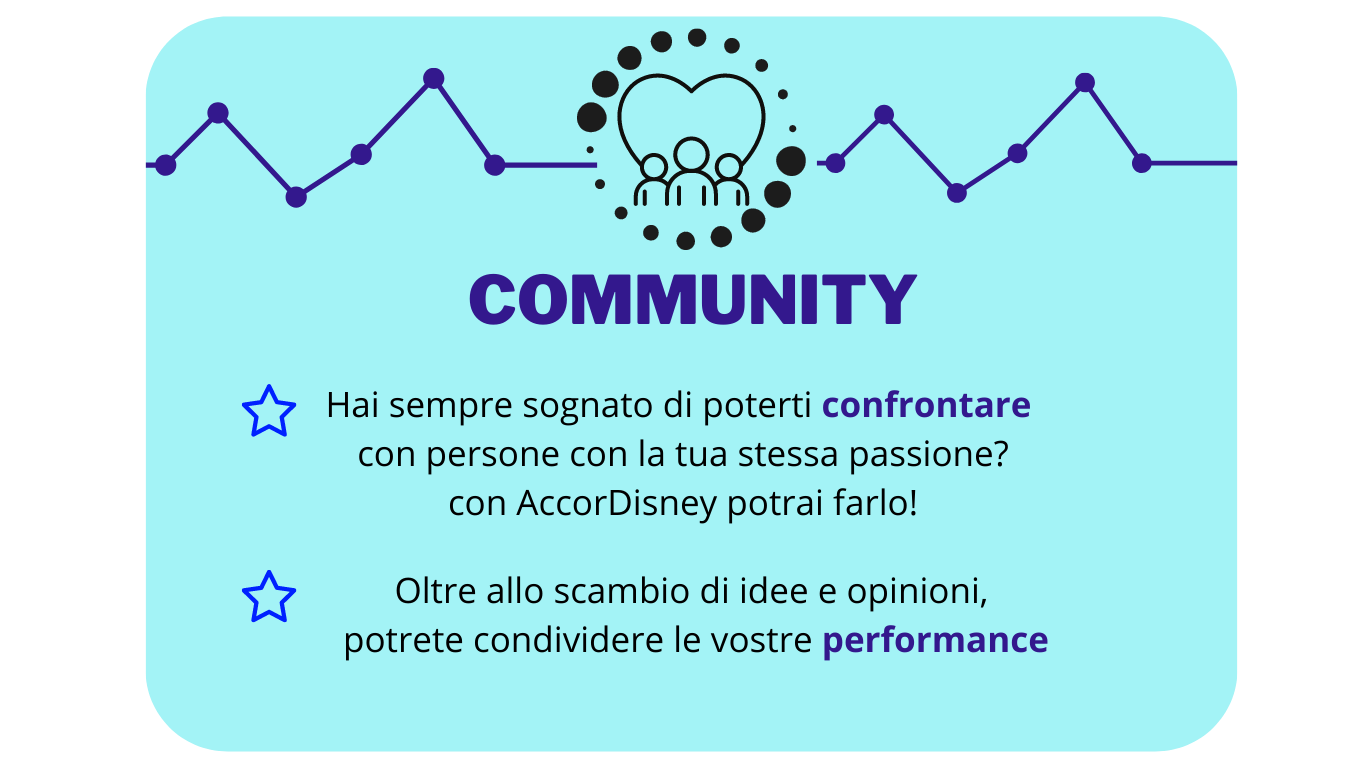 COMMUNITY
Hai sempre sognato di poterti confrontare
con persone con la tua stessa passione?
con AccorDisney potrai farlo!
Oltre allo scambio di idee e opinioni,
potrete condividere le vostre performance